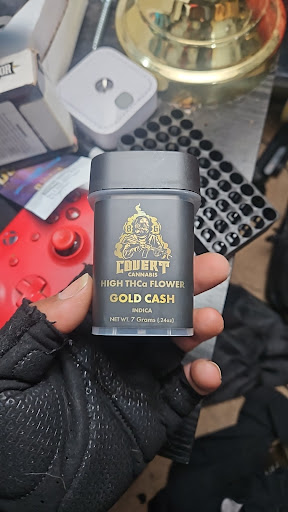 COVERT
CANNABIS
HIGH THCa FLOWER
GOLD CASH
INDICA
NET WT. 7 Grams (.24oz)